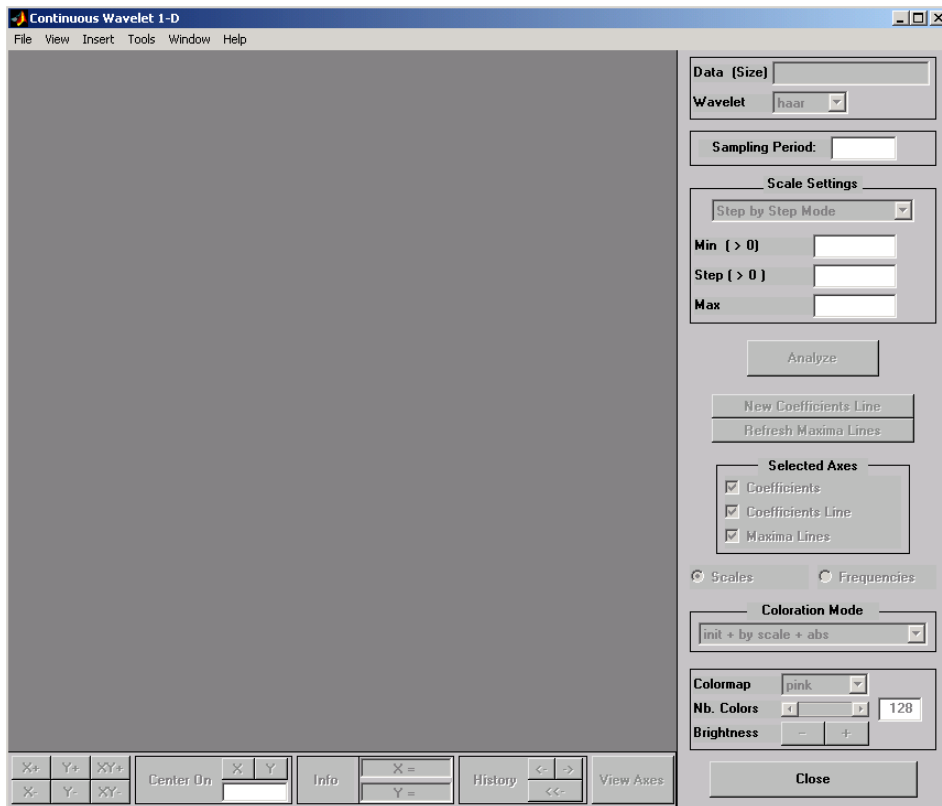 Continuous Wavelet 1-D
File View Insert Tools Window Help
Data (Size)
Wavelet haar
Sampling Period:
Scale Settings
Step by Step Mode
Min ( > 0)
Step ( > 0 )
Max
Analyze
New Coefficients Line
Refresh Maxima Lines
Selected Axes
Coefficients
Coefficients Line
Maxima Lines
Scales Frequencies
Coloration Mode
init + by scale + abs
Colormap pink
Nb. Colors 128
Brightness - +
X+ Y+ XY+
X- Y- XY-
Center On X Y
Info X =
Y =
History <- ->
<<-
View Axes
Close